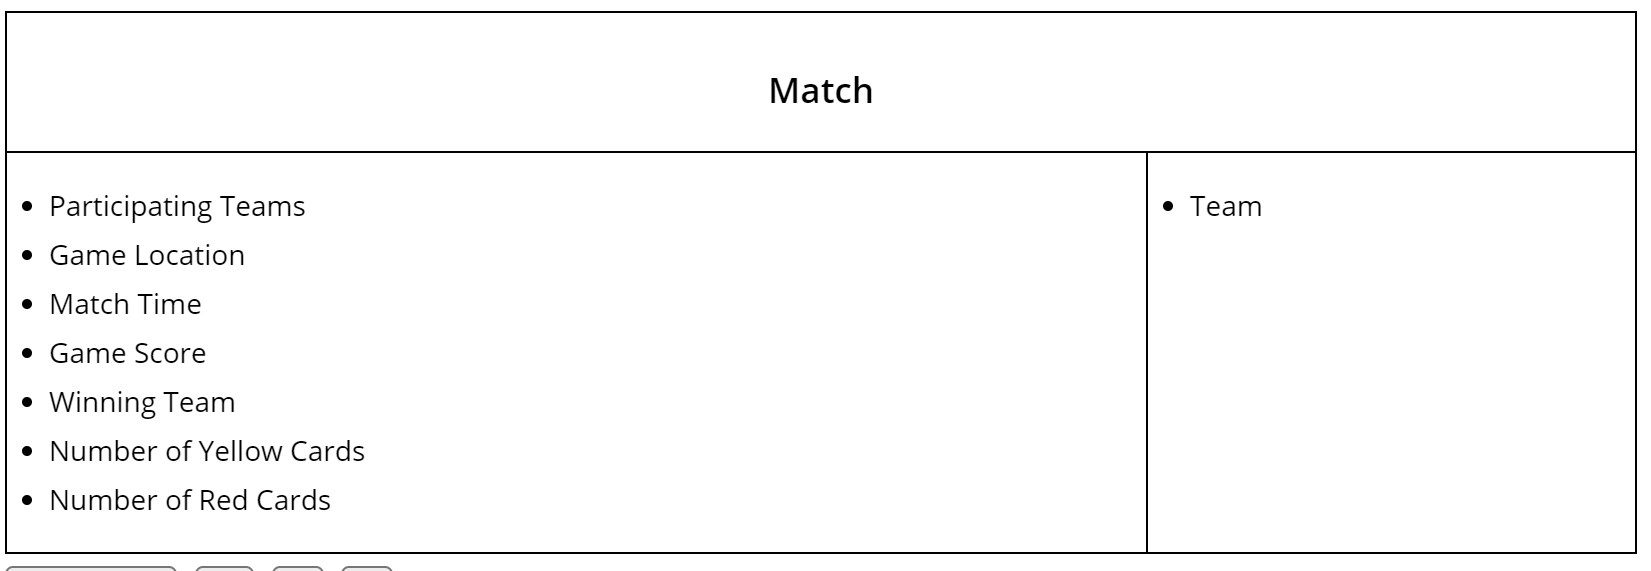 Match
Participating Teams
Game Location
Match Time
Game Score
Winning Team
Number of Yellow Cards
Number of Red Cards
Team